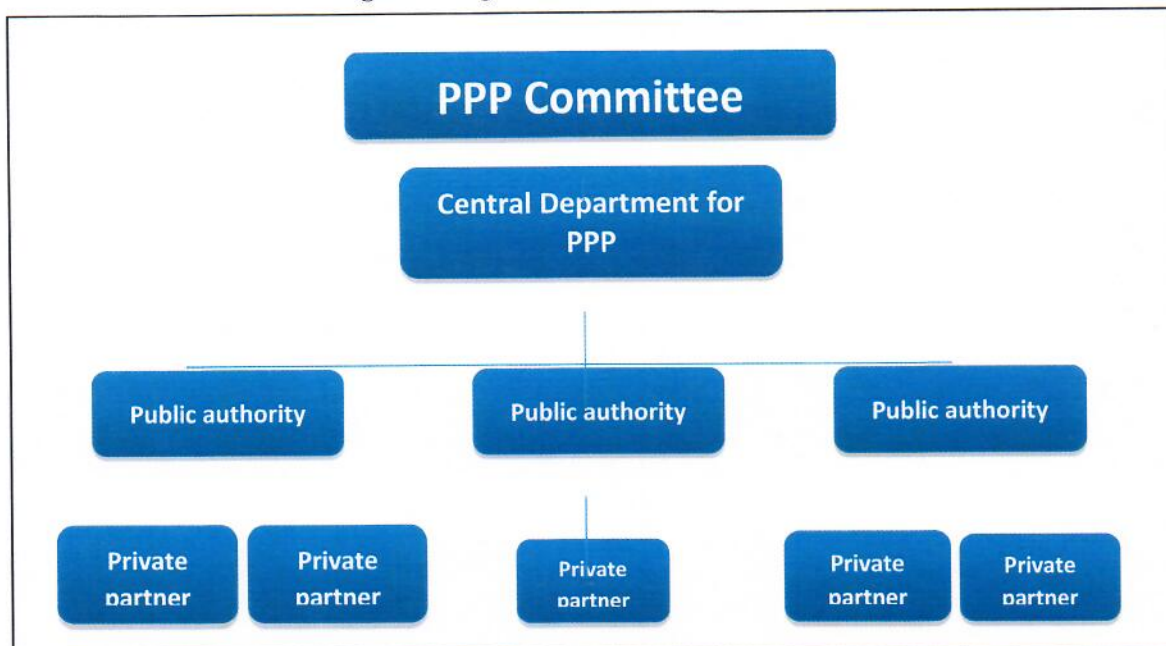 PPP Committee
Central Department for
PPP
Public authority
Public authority
Public authority
Private
partner
Private
partner
Private
partner
Private
partner
Private
partner